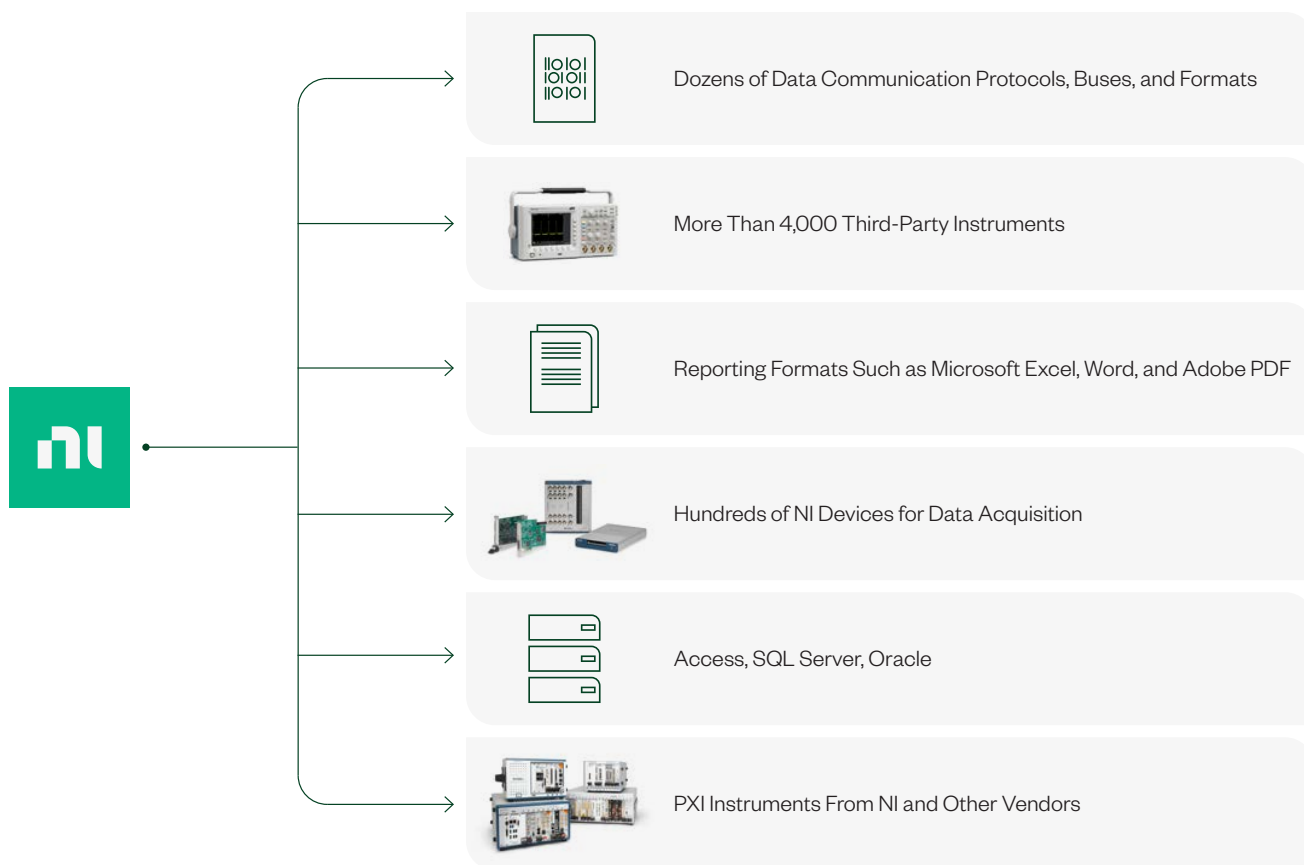 Dozens of Data Communication Protocols, Buses, and Formats
More Than 4,000 Third-Party Instruments
Reporting Formats Such as Microsoft Excel, Word, and Adobe PDF
ni
Hundreds of NI Devices for Data Acquisition
Access, SQL Server, Oracle
PXI Instruments From NI and Other Vendors